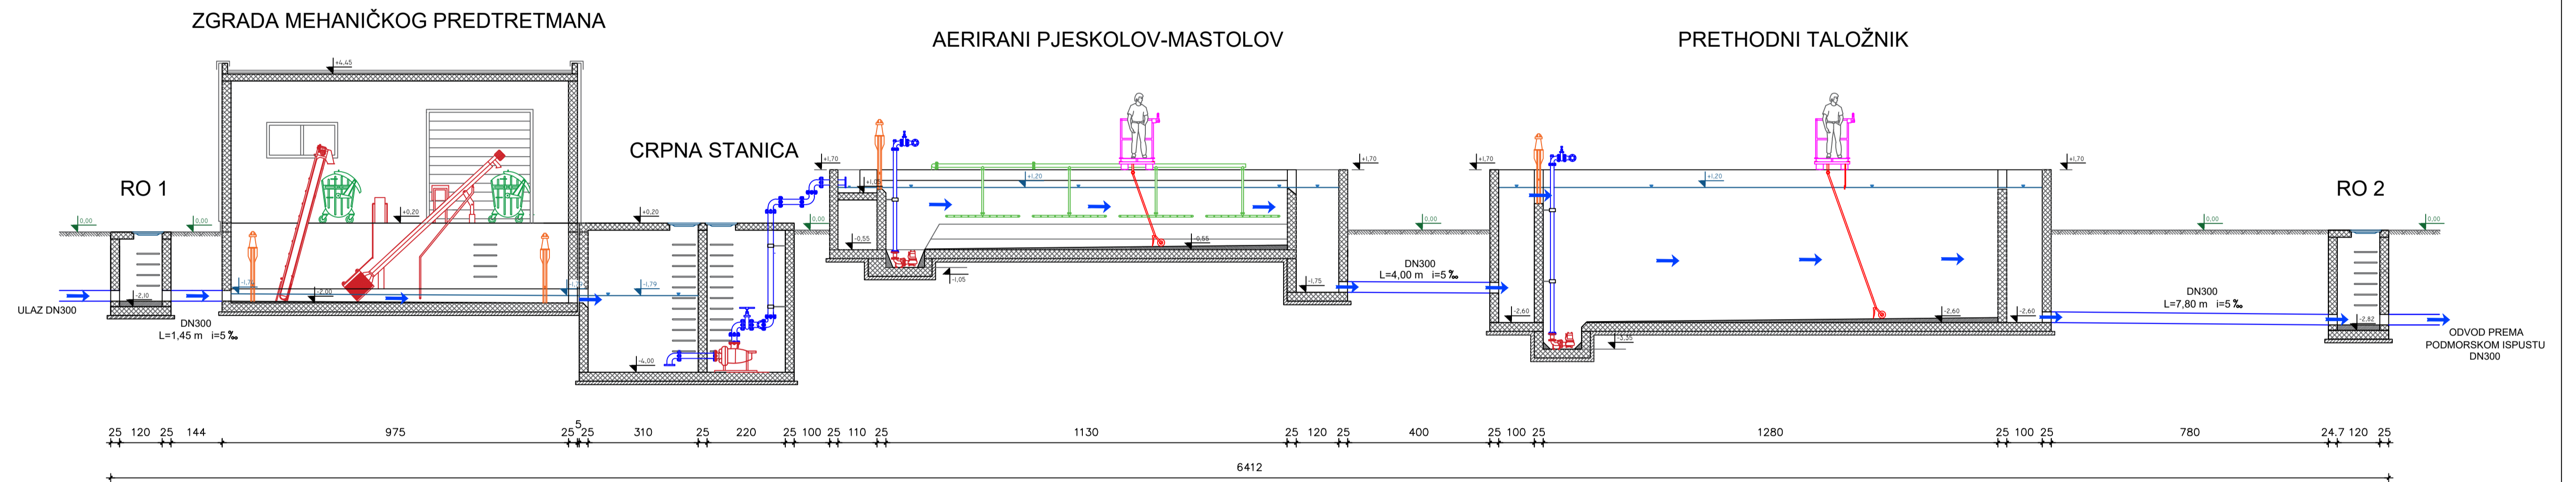 ZGRADA MEHANIČKOG PREDTRETMANA
AERIRANI PJESKOLOV-MASTOLOV
PRETHODNI TALOŽNIK
CRPNA STANICA
RO 1
RO 2
+4,45
0,00
0,00
+0,20
+0,20
0,00
-2,10
-2,00
-1,79
-1,79
-4,00
ULAZ DN300
DN300
L=1,45 m i=5‰
+1,70
+1,05
+1,20
+1,70
-0,55
-0,55
-1,05
-1,75
0,00
DN300
L=4,00 m i=5‰
+1,70
+1,20
+1,70
-2,60
-2,60
-2,60
-3,35
0,00
0,00
DN300
L=7,80 m i=5‰
-2,82
ODVOD PREMA
PODMORSKOM ISPUSTU
DN300
25 120 25 144 975 25 5 25 310 25 220 25 100 25 110 25 1130 25 120 25 400 25 100 25 1280 25 100 25 780 24.7 120 25
6412